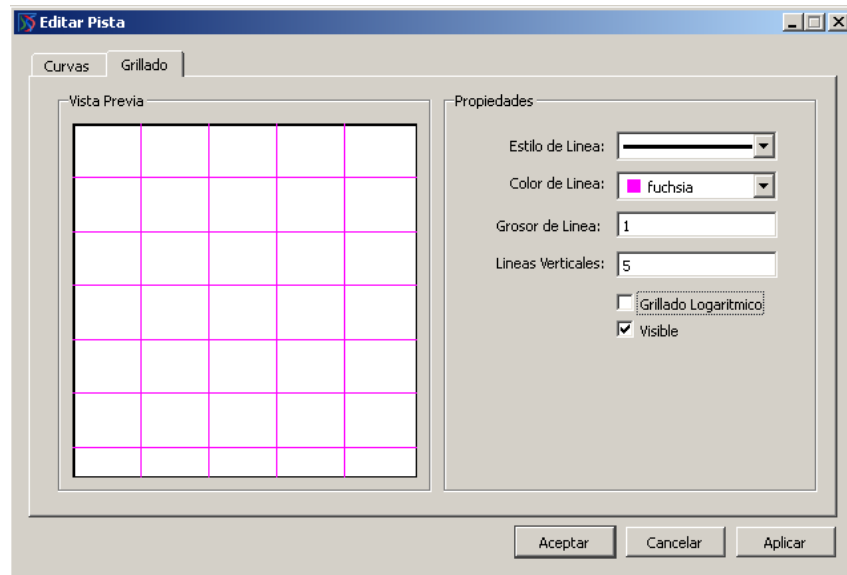 Editar Pista
Curvas
Grillado
Vista Previa
Propiedades
Estilo de Linea:
Color de Linea:
fuchsia
Grosor de Linea:
1
Lineas Verticales:
5
Grillado Logaritmico
Visible
Aceptar
Cancelar
Aplicar